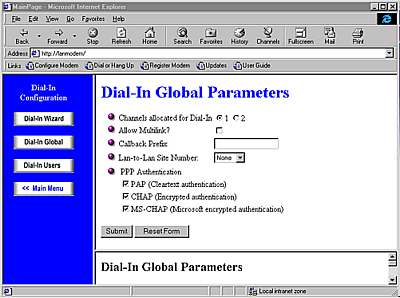 MainPage - Microsoft Internet Explorer
File Edit View Go Favorites Help
Back Forward Stop Refresh Home Search Favorites History Channels Fullscreen Mail Print
Address http://lanmodem/
Links Configure Modem Dial or Hang Up Register Modem Updates User Guide
Dial-In
Configuration
Dial-In Wizard
Dial-In Global
Dial-In Users
<< Main Menu
Dial-In Global Parameters
Channels allocated for Dial-In 1 2
Allow Multilink?
Callback Prefix:
Lan-to-Lan Site Number: None
PPP Authentication
PAP (Cleartext authentication)
CHAP (Encrypted authentication)
MS-CHAP (Microsoft encrypted authentication)
Submit Reset Form
Dial-In Global Parameters
Local intranet zone